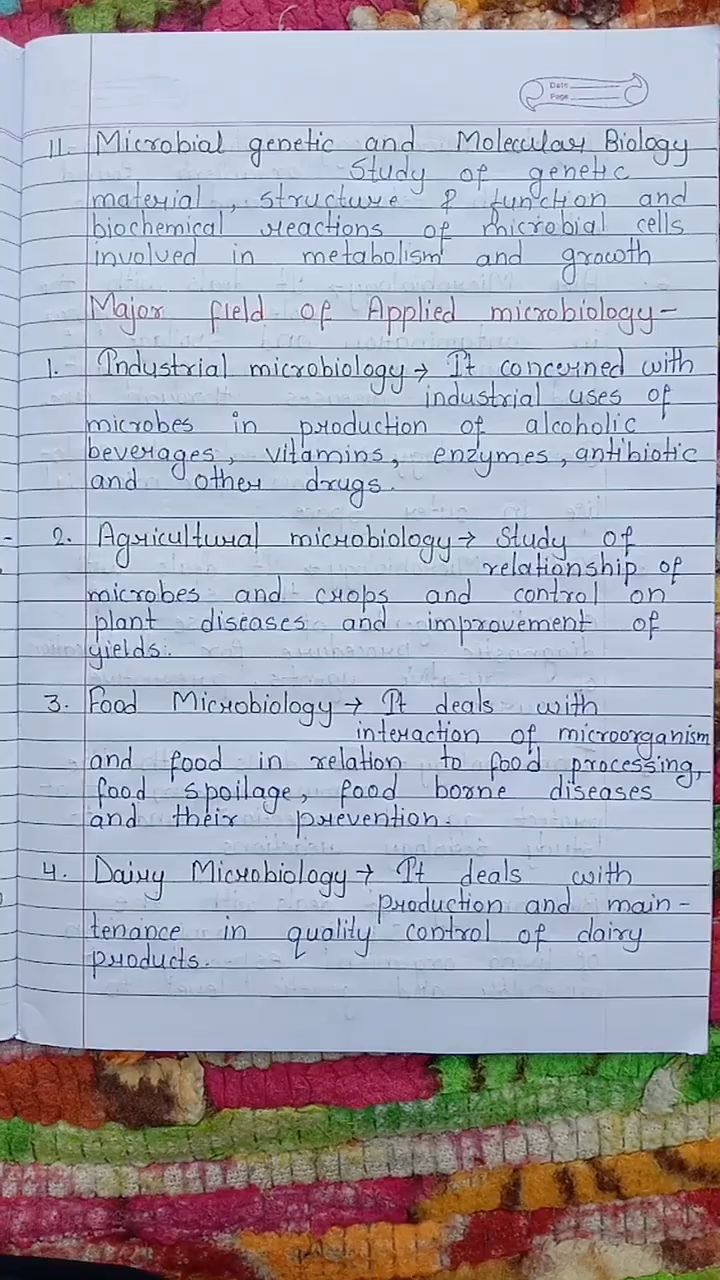 Date
Page
11. Microbial genetic and Molecular Biology
Study of genetic
material, structure & function and
biochemical reactions of microbial cells
involved in metabolism and growth
Major field of Applied microbiology-
1. Industrial microbiology → It concerned with
industrial uses of
microbes in production of alcoholic
beverages, vitamins, enzymes, antibiotic
and other drugs.
2. Agricultural microbiology → Study of
relationship of
microbes and crops and control on
plant diseases and improvement of
yields.
3. Food Microbiology → It deals with
interaction of microorganism
and food in relation to food processing,
food spoilage, food borne diseases
and their prevention.
4. Dairy Microbiology → It deals with
production and main-
tenance in quality control of dairy
products.